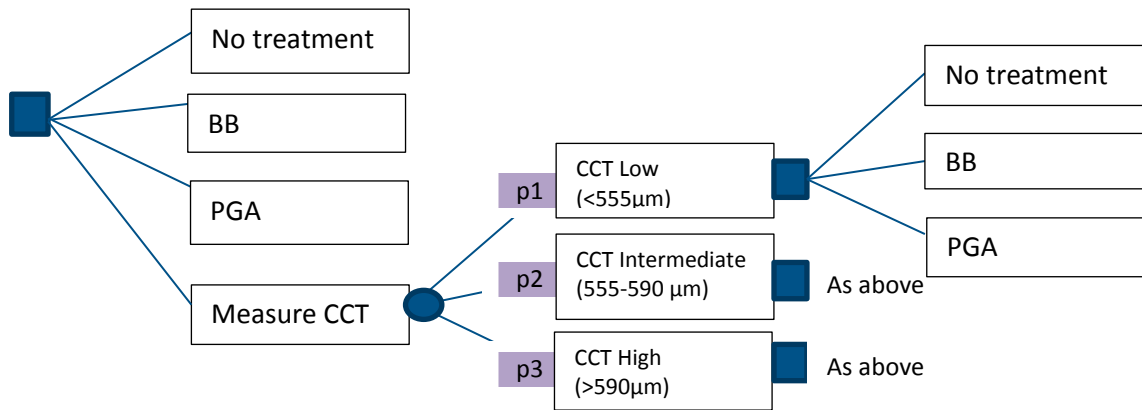 No treatment
BB
PGA
Measure CCT
p1
CCT Low
(<555µm)
p2
CCT Intermediate
(555-590 µm)
As above
p3
CCT High
(>590µm)
As above
No treatment
BB
PGA